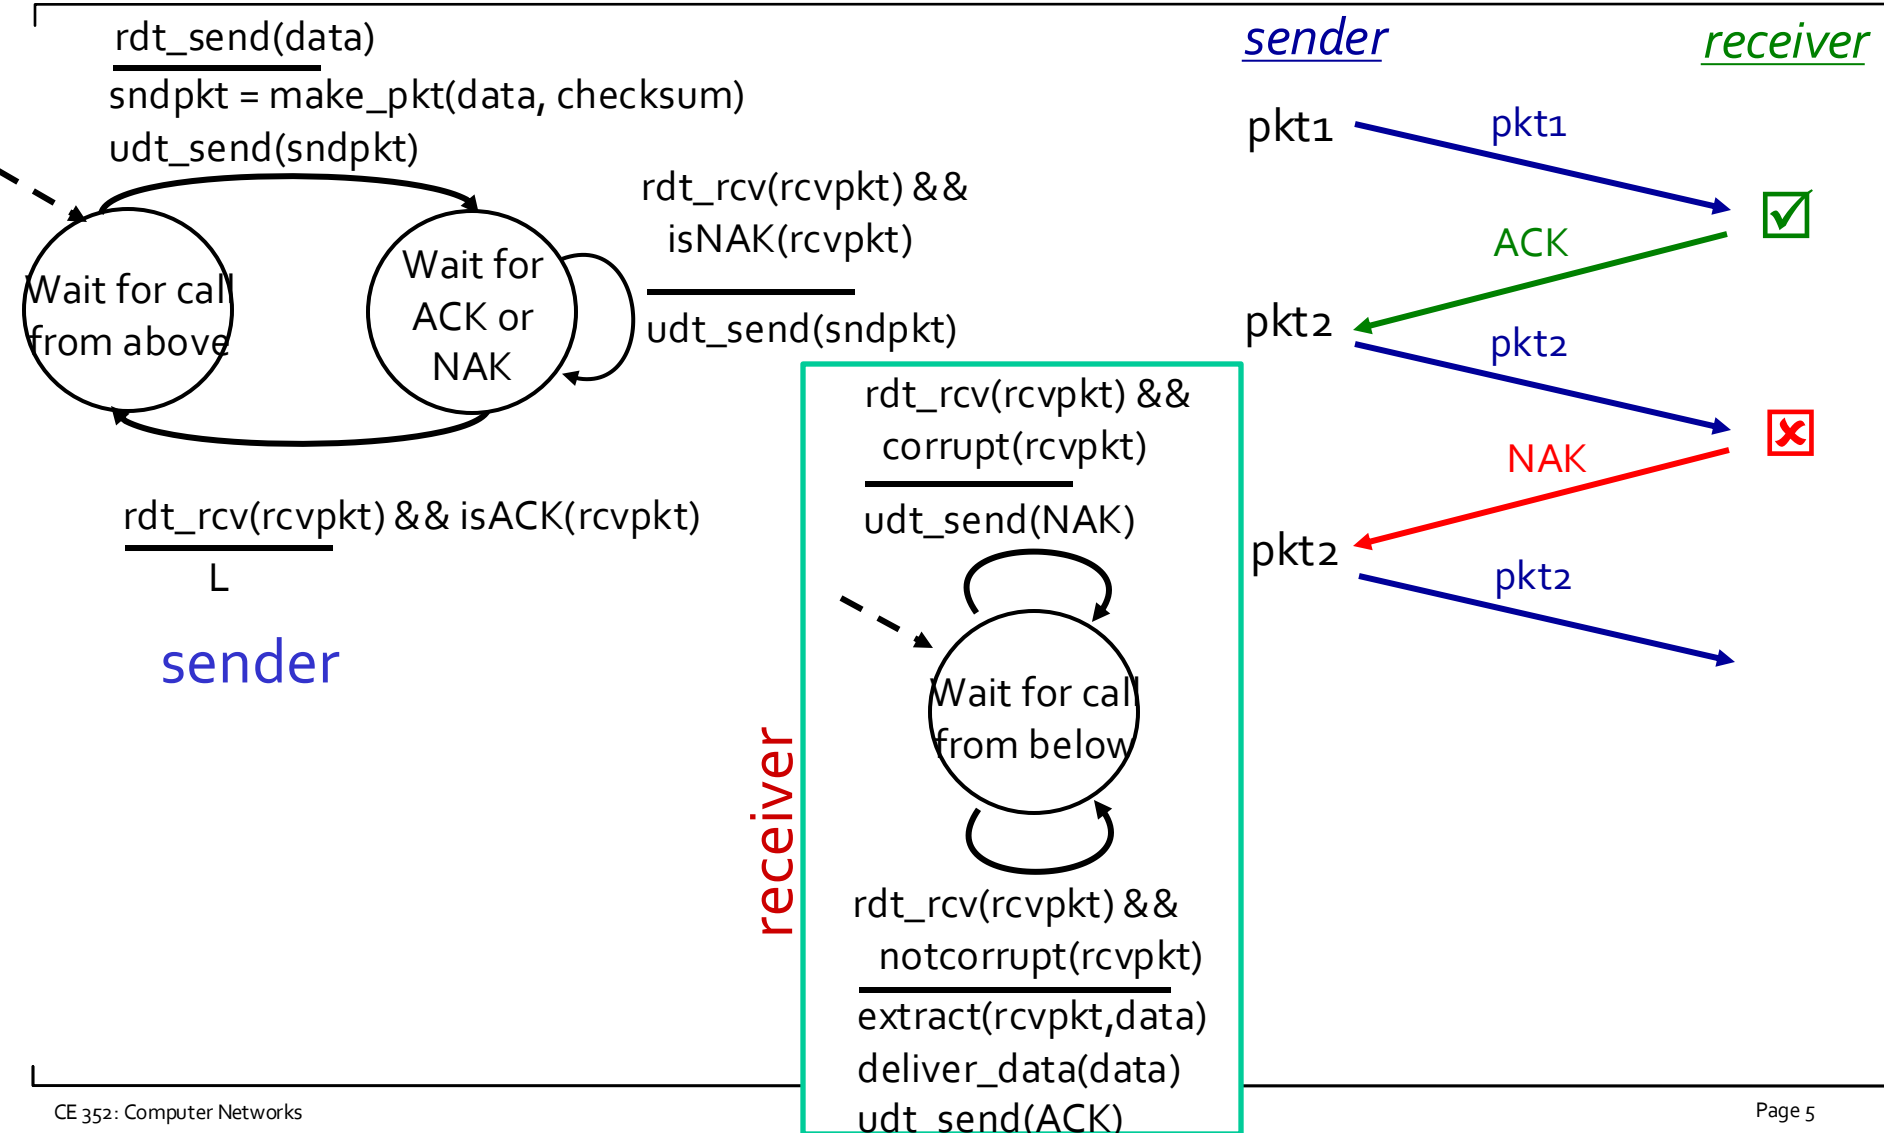 rdt_send(data)
sndpkt = make_pkt(data, checksum)
udt_send(sndpkt)
Wait for call
from above
Wait for
ACK or
NAK
rdt_rcv(rcvpkt) &&
isNAK(rcvpkt)
udt_send(sndpkt)
rdt_rcv(rcvpkt) && isACK(rcvpkt)
L
sender
receiver
rdt_rcv(rcvpkt) &&
corrupt(rcvpkt)
udt_send(NAK)
Wait for call
from below
rdt_rcv(rcvpkt) &&
notcorrupt(rcvpkt)
extract(rcvpkt,data)
deliver_data(data)
udt_send(ACK)
sender
receiver
pkt1
pkt1
ACK
pkt2
pkt2
NAK
pkt2
pkt2
CE 352: Computer Networks
Page 5